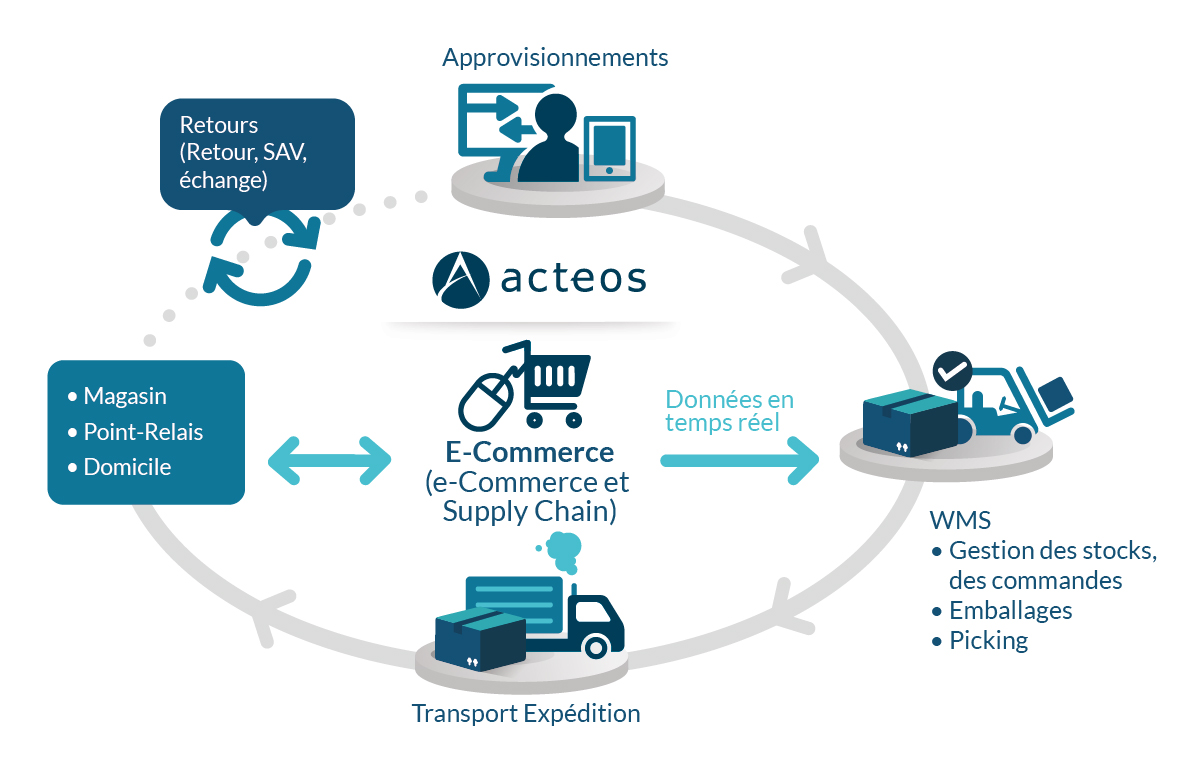 Approvisionnements
Retours
(Retour, SAV,
échange)
acteos
• Magasin
• Point-Relais
• Domicile
Données en
temps réel
E-Commerce
(e-Commerce et
Supply Chain)
WMS
• Gestion des stocks,
des commandes
• Emballages
• Picking
Transport Expédition